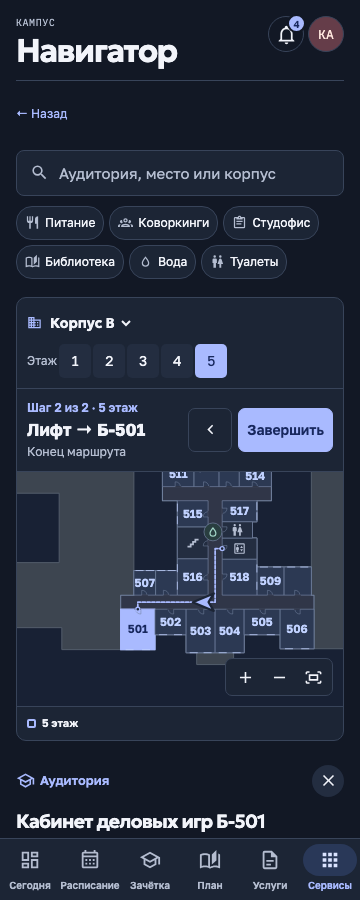 КАМПУС
Навигатор
4
КА
← Назад
Аудитория, место или корпус
Питание
Коворкинги
Студофис
Библиотека
Вода
Туалеты
Корпус В
Этаж 1 2 3 4 5
Шаг 2 из 2 · 5 этаж
Лифт → Б-501
Конец маршрута
Завершить
511 514
515 517
516 518
507 509
501 502 503 504 505 506
5 этаж
Аудитория
Кабинет деловых игр Б-501
Сегодня Расписание Зачётка План Услуги Сервисы